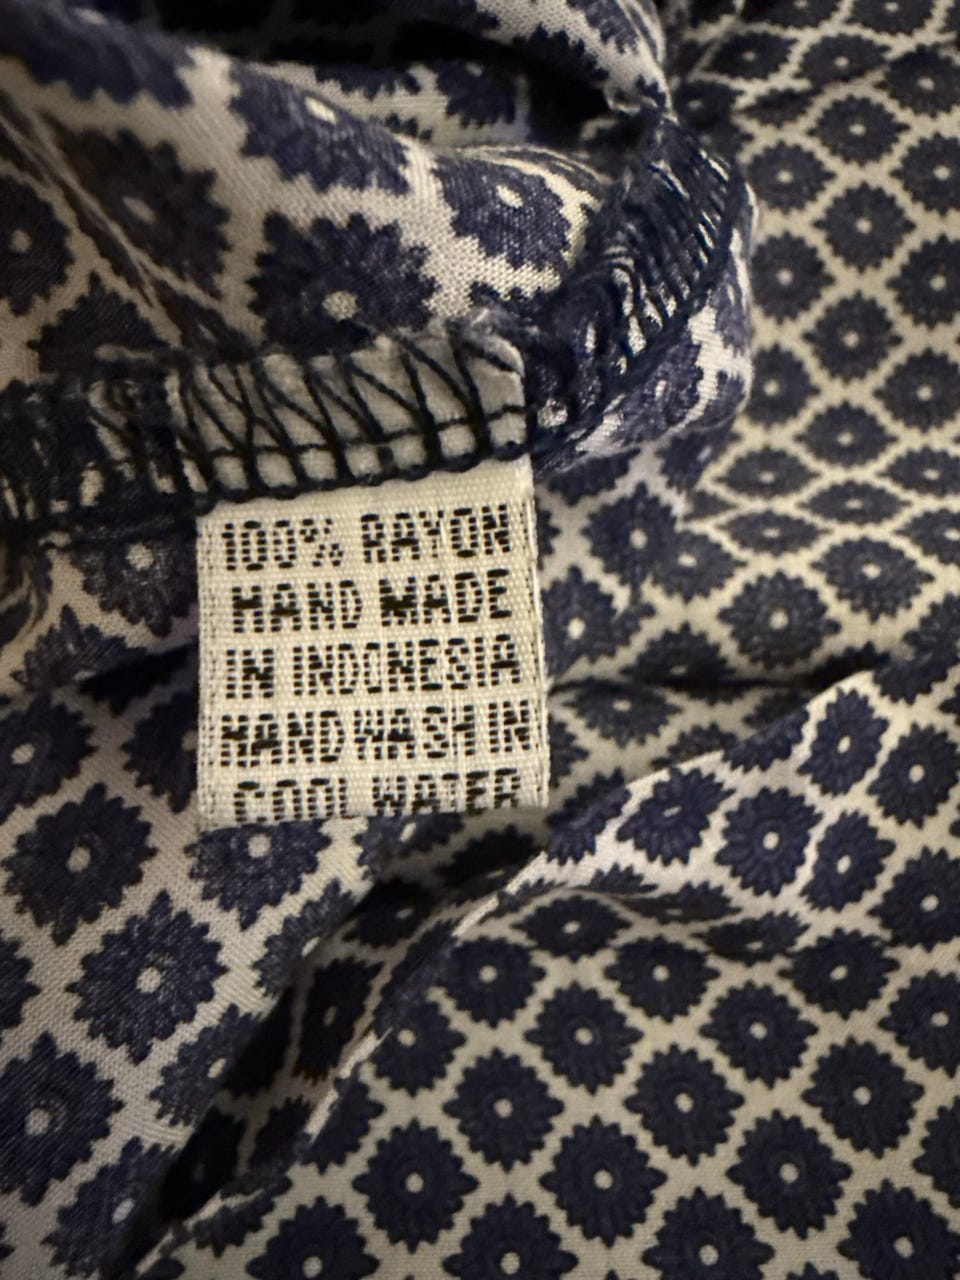 100% RAYON
HAND MADE
IN INDONESIA
HAND WASH IN
COOL WATER